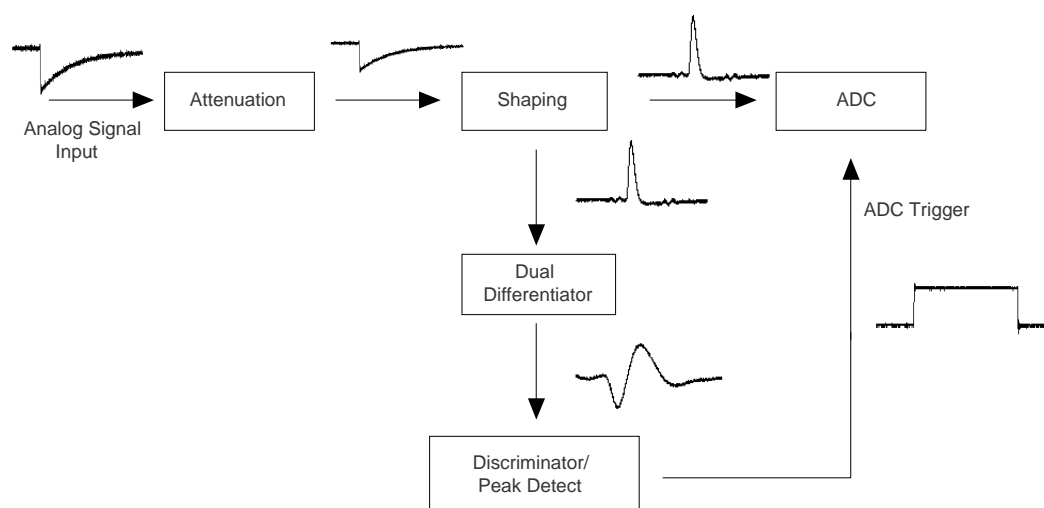 Attenuation
Shaping
ADC
Analog Signal
Input
ADC Trigger
Dual
Differentiator
Discriminator/
Peak Detect